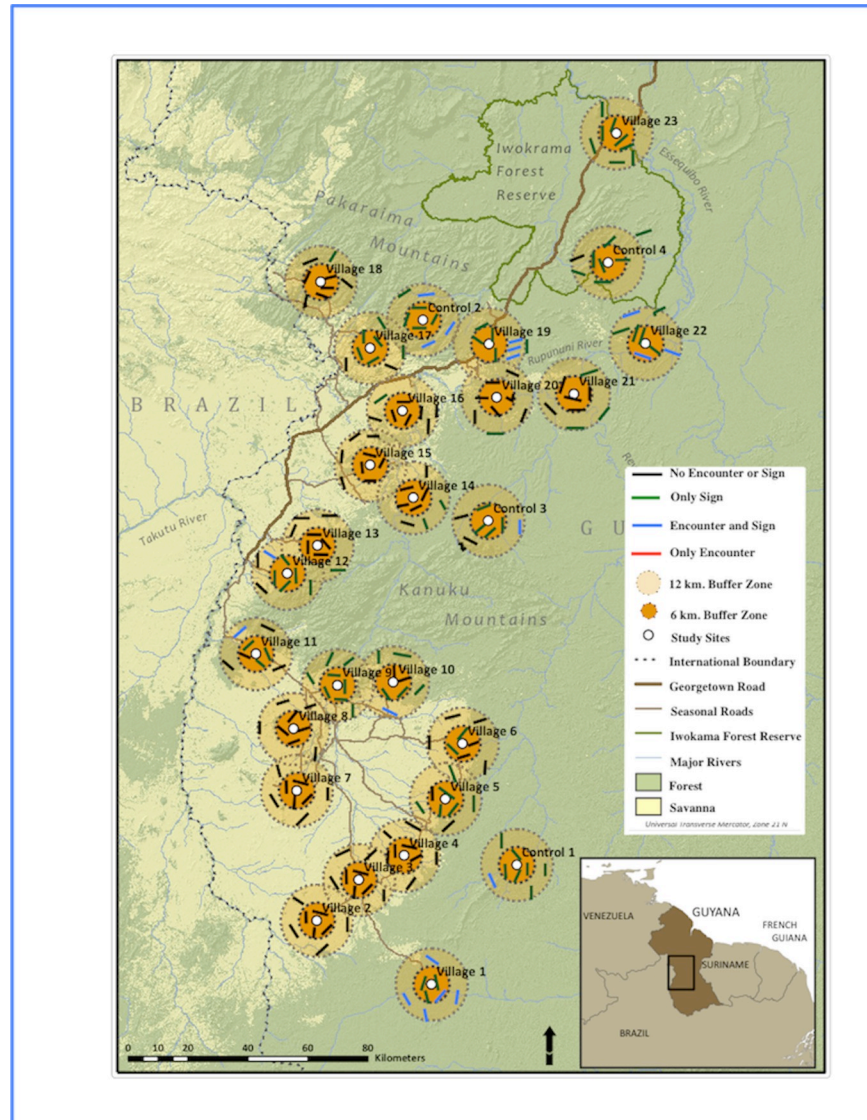 Village 23
Iwokrama
Forest
Reserve
Essequibo River
Pakaraima
Mountains
Control 4
Village 18
Control 2
Village 19
Village 22
Village 17
Rupununi River
Village 20
Village 21
BRAZIL
Village 16
Village 15
Village 14
Control 3
Takutu River
Village 13
Village 12
G U
Kanuku
Mountains
Village 11
Village 9
Village 10
Village 8
Village 6
Village 7
Village 5
Village 4
Village 3
Control 1
Village 2
Village 1
No Encounter or Sign
Only Sign
Encounter and Sign
Only Encounter
12 km. Buffer Zone
6 km. Buffer Zone
Study Sites
International Boundary
Georgetown Road
Seasonal Roads
Iwokama Forest Reserve
Major Rivers
Forest
Savanna
Universal Transverse Mercator, Zone 21 N
VENEZUELA
GUYANA
FRENCH
GUIANA
SURINAME
BRAZIL
0 10 20 40 60 80
Kilometers